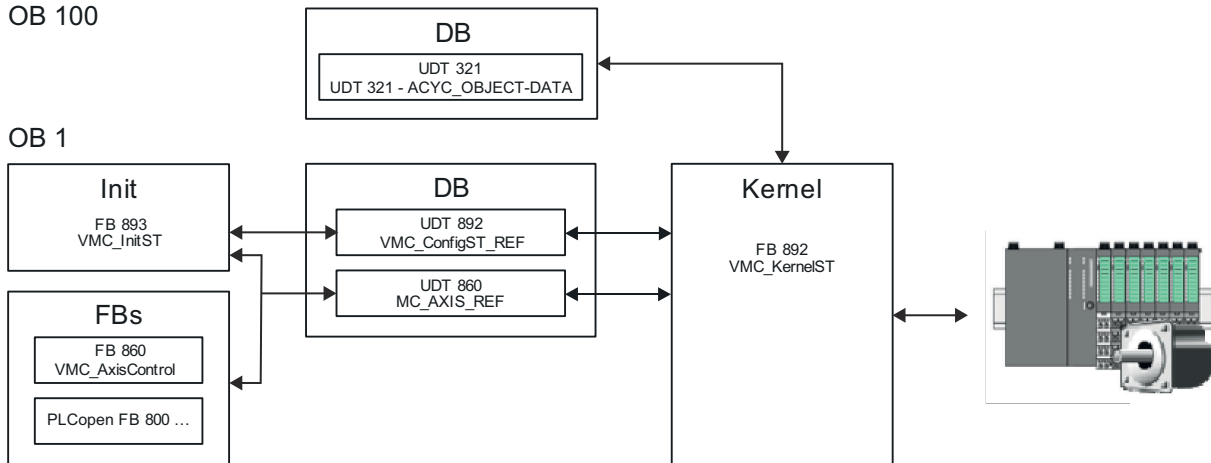 OB 100
DB
UDT 321
UDT 321 - ACYC_OBJECT-DATA
OB 1
Init
FB 893
VMC_InitST
DB
UDT 892
VMC_ConfigST_REF
UDT 860
MC_AXIS_REF
Kernel
FB 892
VMC_KernelST
FBs
FB 860
VMC_AxisControl
PLCopen FB 800 ...